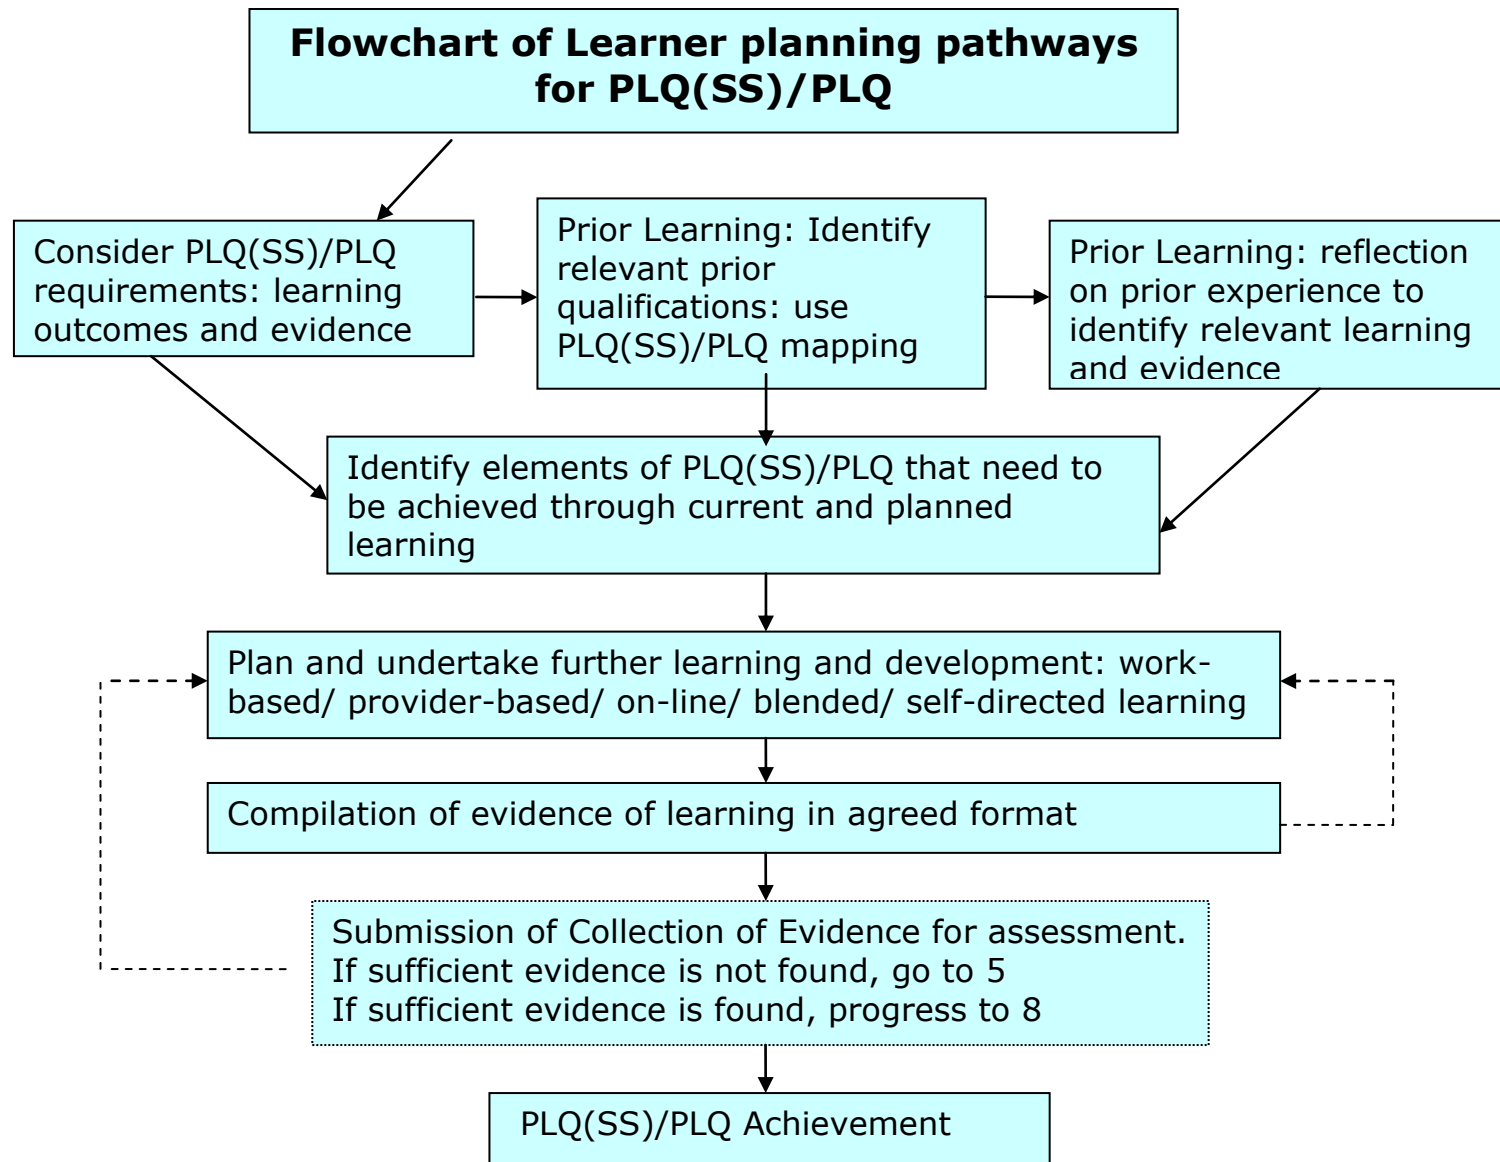 Flowchart of Learner planning pathways
for PLQ(SS)/PLQ
Consider PLQ(SS)/PLQ
requirements: learning
outcomes and evidence
Prior Learning: Identify
relevant prior
qualifications: use
PLQ(SS)/PLQ mapping
Prior Learning: reflection
on prior experience to
identify relevant learning
and evidence
Identify elements of PLQ(SS)/PLQ that need to
be achieved through current and planned
learning
Plan and undertake further learning and development: work-
based/ provider-based/ on-line/ blended/ self-directed learning
Compilation of evidence of learning in agreed format
Submission of Collection of Evidence for assessment.
If sufficient evidence is not found, go to 5
If sufficient evidence is found, progress to 8
PLQ(SS)/PLQ Achievement